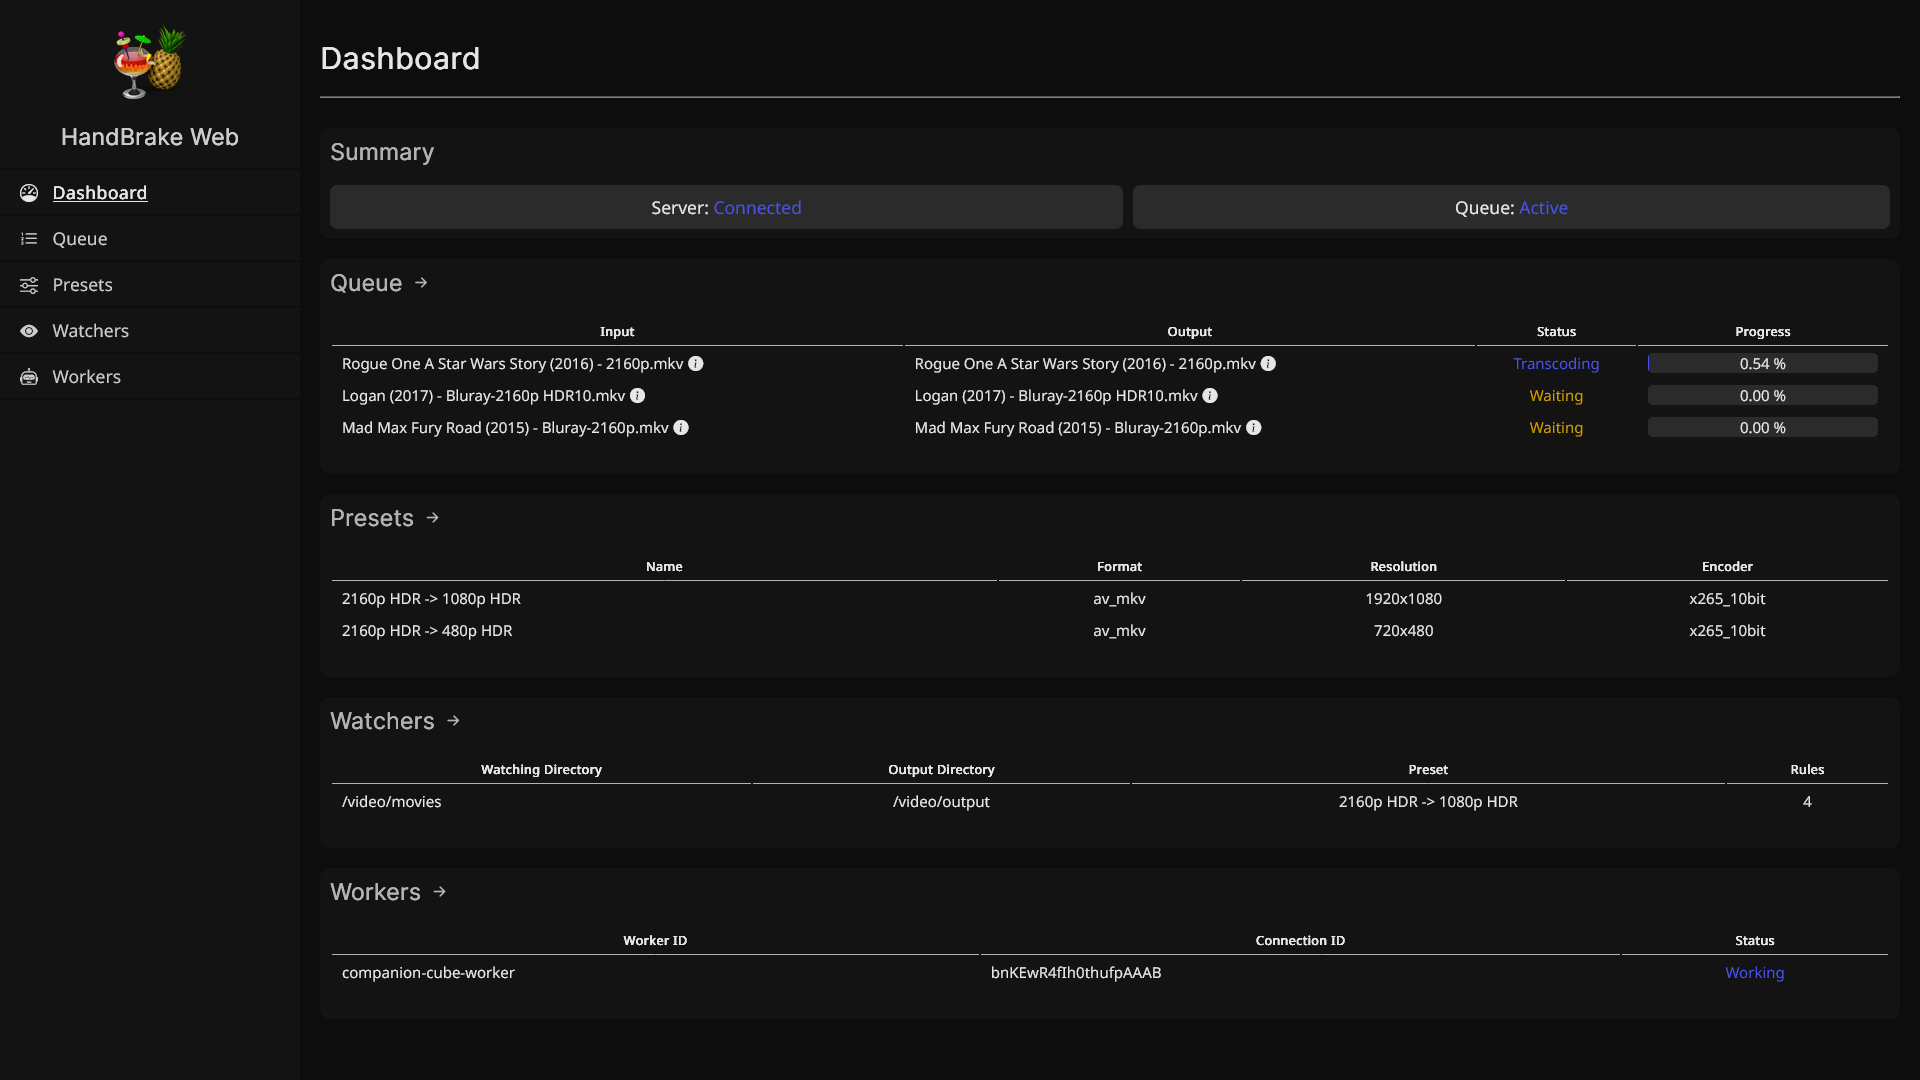 HandBrake Web
Dashboard
Queue
Presets
Watchers
Workers
Dashboard
Summary
Server: Connected
Queue: Active
Queue →
Input Output Status Progress
Rogue One A Star Wars Story (2016) - 2160p.mkv Rogue One A Star Wars Story (2016) - 2160p.mkv Transcoding 0.54 %
Logan (2017) - Bluray-2160p HDR10.mkv Logan (2017) - Bluray-2160p HDR10.mkv Waiting 0.00 %
Mad Max Fury Road (2015) - Bluray-2160p.mkv Mad Max Fury Road (2015) - Bluray-2160p.mkv Waiting 0.00 %
Presets →
Name Format Resolution Encoder
2160p HDR -> 1080p HDR av_mkv 1920x1080 x265_10bit
2160p HDR -> 480p HDR av_mkv 720x480 x265_10bit
Watchers →
Watching Directory Output Directory Preset Rules
/video/movies /video/output 2160p HDR -> 1080p HDR 4
Workers →
Worker ID Connection ID Status
companion-cube-worker bnKEwR4fIh0thufpAAAB Working